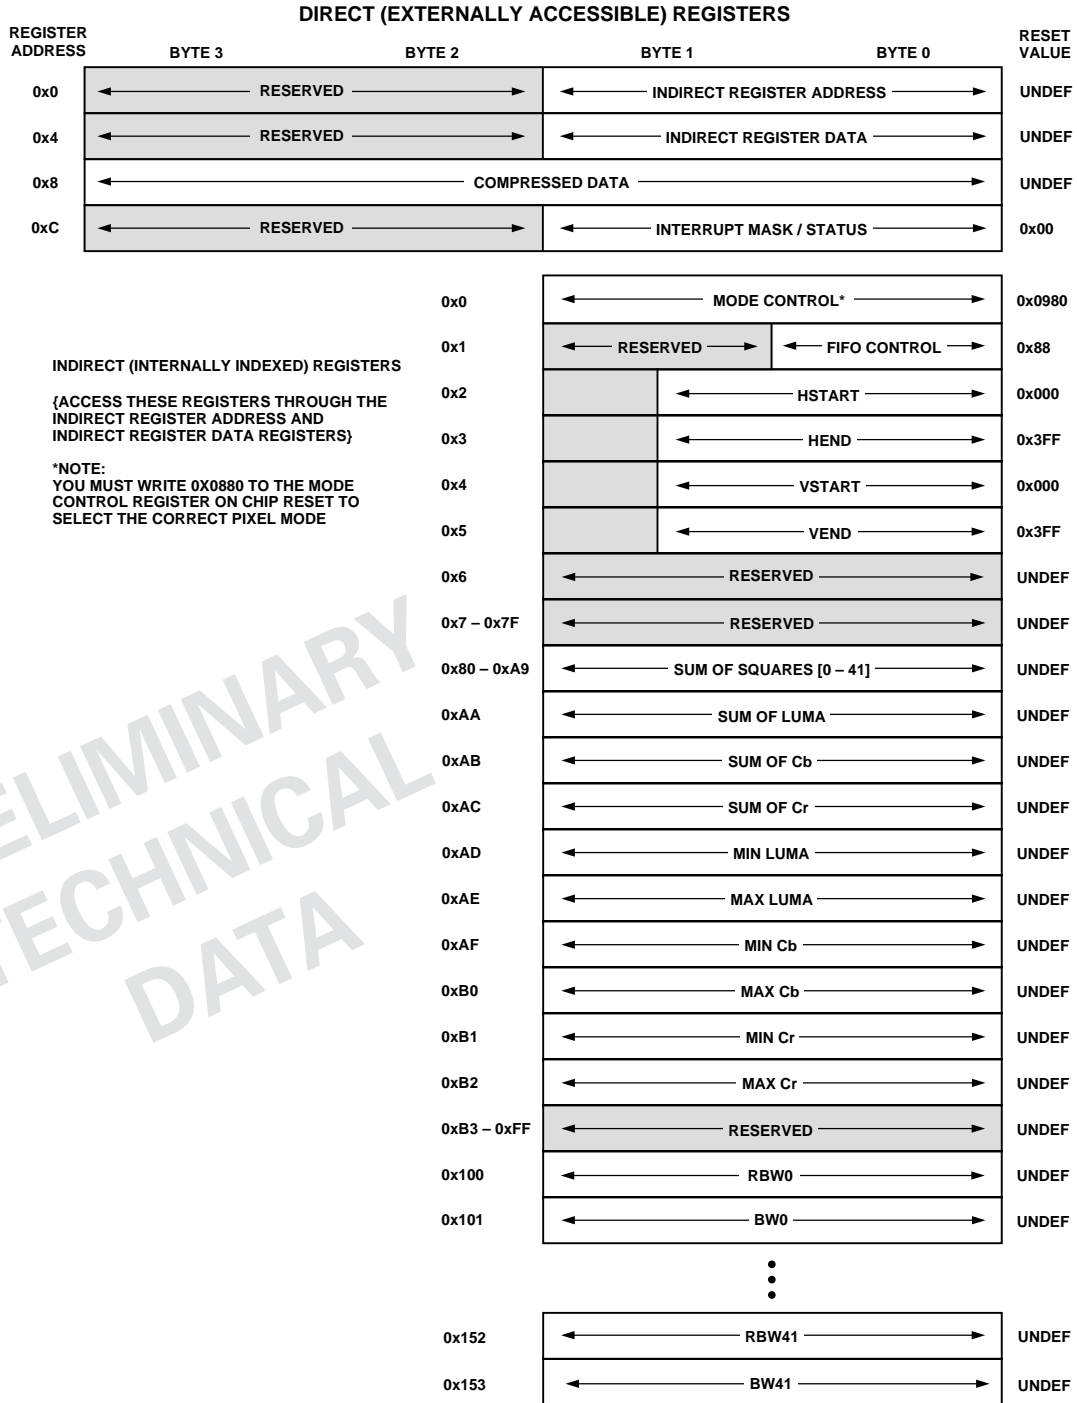 DIRECT (EXTERNALLY ACCESSIBLE) REGISTERS
REGISTER ADDRESS BYTE 3 BYTE 2 BYTE 1 BYTE 0 RESET VALUE
0x0 RESERVED INDIRECT REGISTER ADDRESS UNDEF
0x4 RESERVED INDIRECT REGISTER DATA UNDEF
0x8 COMPRESSED DATA UNDEF
0xC RESERVED INTERRUPT MASK / STATUS 0x00
INDIRECT (INTERNALLY INDEXED) REGISTERS
{ACCESS THESE REGISTERS THROUGH THE
INDIRECT REGISTER ADDRESS AND
INDIRECT REGISTER DATA REGISTERS}
*NOTE:
YOU MUST WRITE 0X0880 TO THE MODE
CONTROL REGISTER ON CHIP RESET TO
SELECT THE CORRECT PIXEL MODE
0x0 MODE CONTROL* 0x0980
0x1 RESERVED FIFO CONTROL 0x88
0x2 HSTART 0x000
0x3 HEND 0x3FF
0x4 VSTART 0x000
0x5 VEND 0x3FF
0x6 RESERVED UNDEF
0x7 – 0x7F RESERVED UNDEF
0x80 – 0xA9 SUM OF SQUARES [0 – 41] UNDEF
0xAA SUM OF LUMA UNDEF
0xAB SUM OF Cb UNDEF
0xAC SUM OF Cr UNDEF
0xAD MIN LUMA UNDEF
0xAE MAX LUMA UNDEF
0xAF MIN Cb UNDEF
0xB0 MAX Cb UNDEF
0xB1 MIN Cr UNDEF
0xB2 MAX Cr UNDEF
0xB3 – 0xFF RESERVED UNDEF
0x100 RBW0 UNDEF
0x101 BW0 UNDEF
0x152 RBW41 UNDEF
0x153 BW41 UNDEF
ELIMINARY
TECHNICAL
DATA